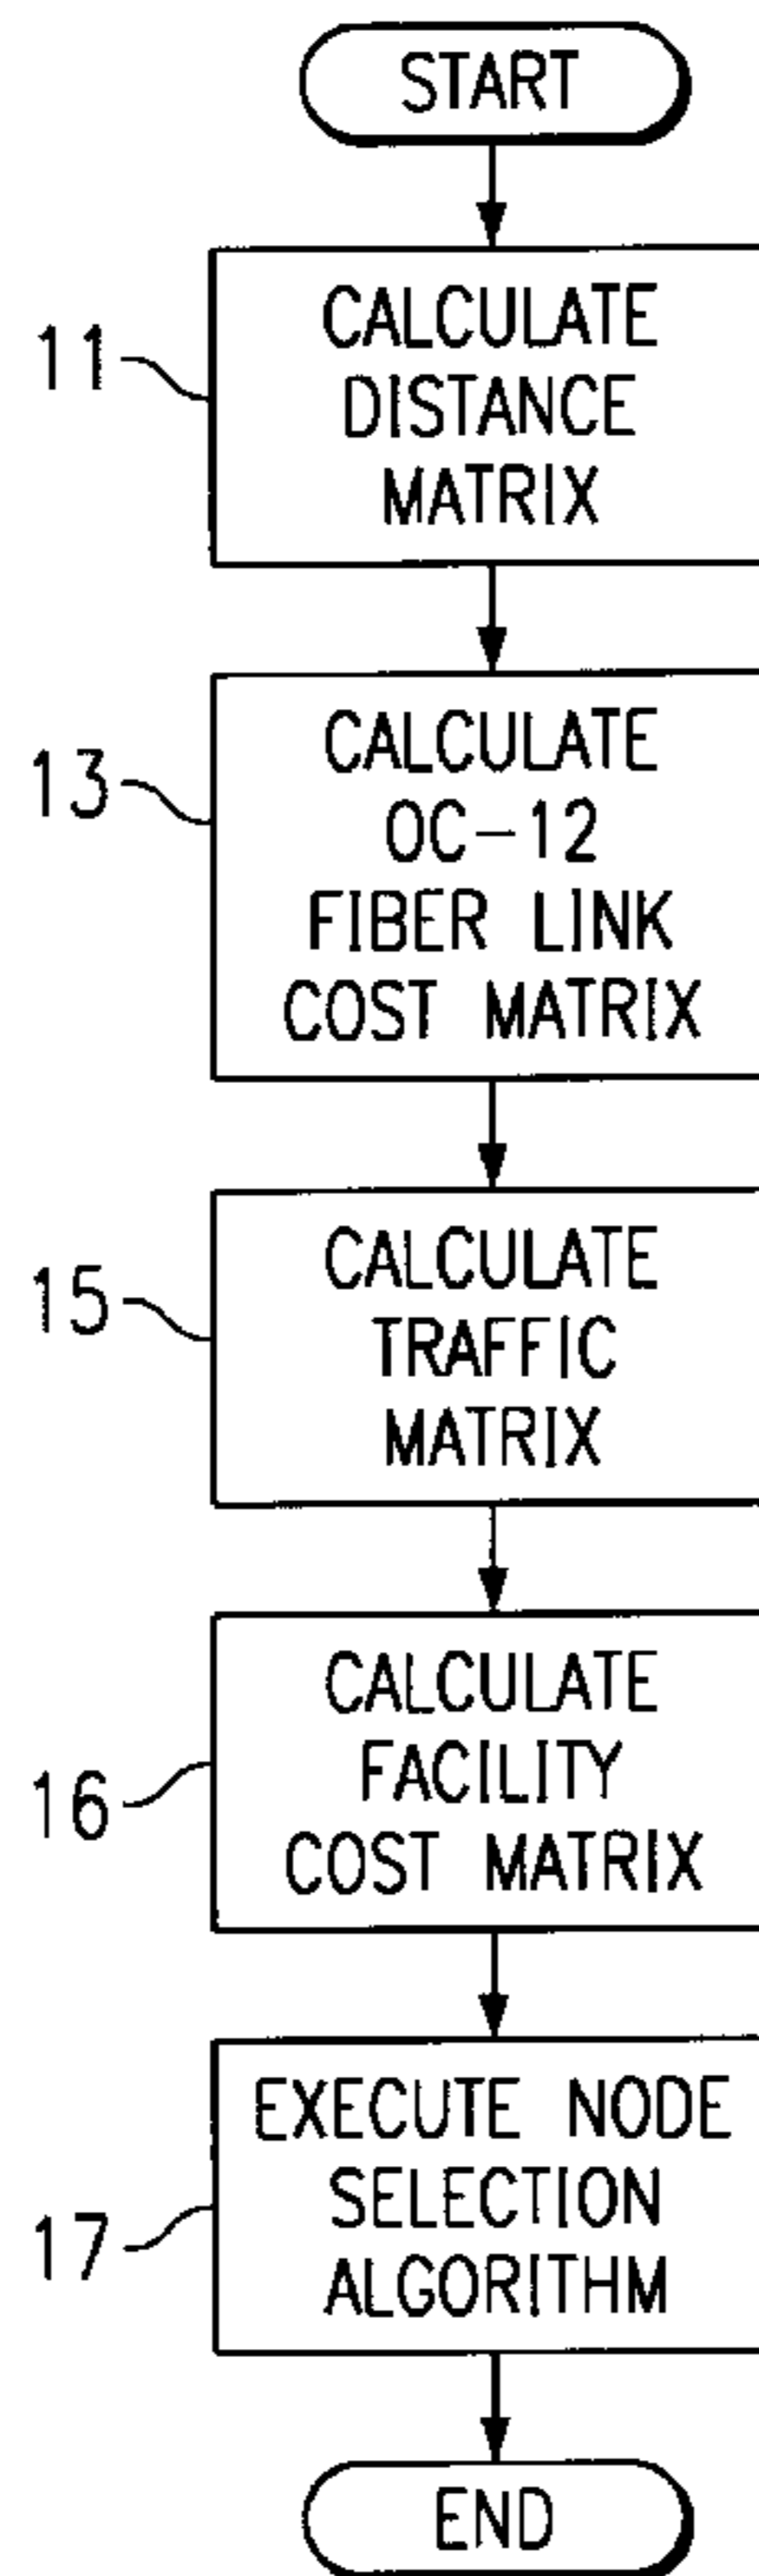 START
11
CALCULATE
DISTANCE
MATRIX
13
CALCULATE
OC-12
FIBER LINK
COST MATRIX
15
CALCULATE
TRAFFIC
MATRIX
16
CALCULATE
FACILITY
COST MATRIX
17
EXECUTE NODE
SELECTION
ALGORITHM
END